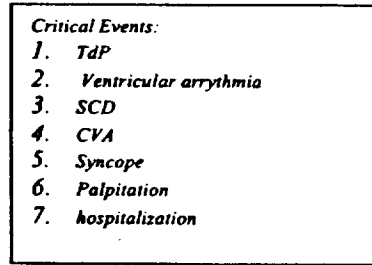 Critical Events:
1. TdP
2. Ventricular arrythmia
3. SCD
4. CVA
5. Syncope
6. Palpitation
7. hospitalization